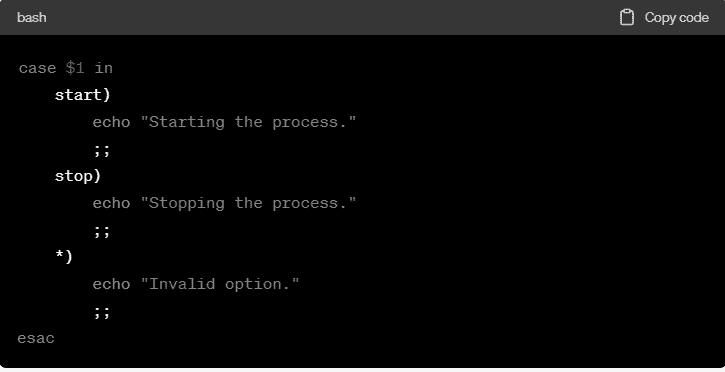 bash
Copy code
case $1 in
    start)
        echo "Starting the process."
        ;;
    stop)
        echo "Stopping the process."
        ;;
    *)
        echo "Invalid option."
        ;;
esac